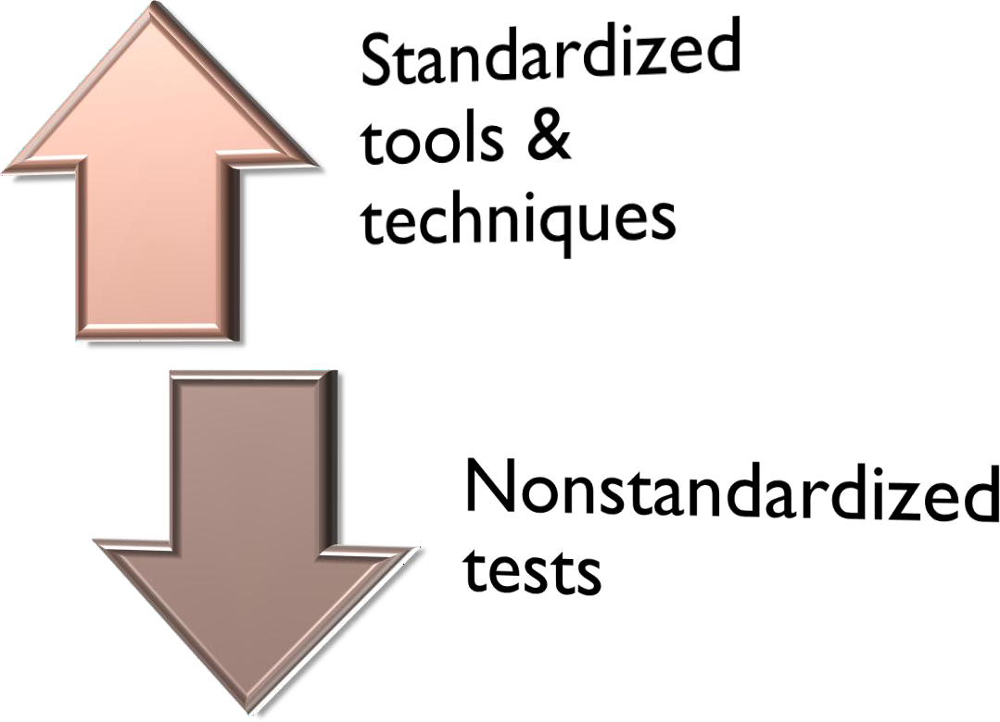 Standardized
tools &
techniques
Nonstandardized
tests